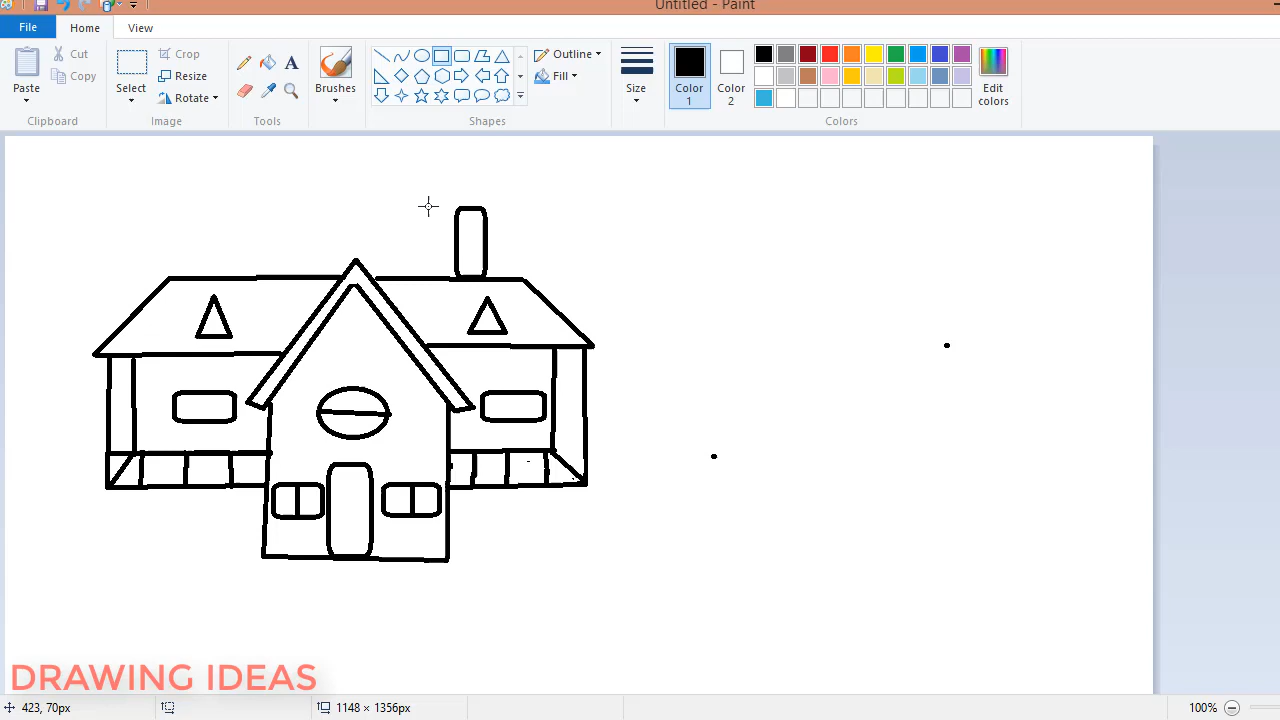 Untitled - Paint
File Home View
Paste
Cut
Copy
Clipboard
Select
Crop
Resize
Rotate
Image
A
Tools
Brushes
Outline
Fill
Shapes
Size
Color 1
Color 2
Edit colors
Colors
DRAWING IDEAS
423, 70px
1148 × 1356px
100%